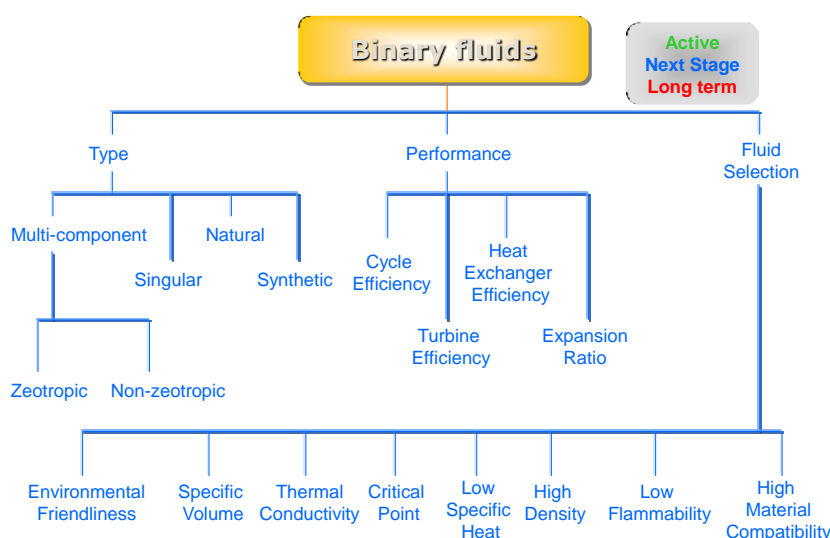 Binary fluids
Active
Next Stage
Long term
Type
Performance
Fluid
Selection
Multi-component
Natural
Singular
Synthetic
Cycle
Efficiency
Heat
Exchanger
Efficiency
Turbine
Efficiency
Expansion
Ratio
Zeotropic
Non-zeotropic
Environmental
Friendliness
Specific
Volume
Thermal
Conductivity
Critical
Point
Low
Specific
Heat
High
Density
Low
Flammability
High
Material
Compatibility